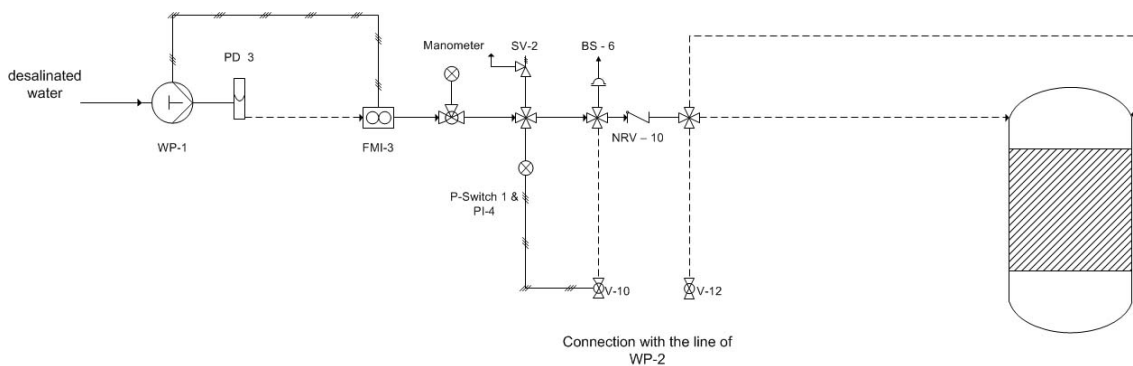 Manometer
SV-2
BS - 6
PD 3
desalinated
water
WP-1
FMI-3
NRV – 10
P-Switch 1 &
PI-4
V-10
V-12
Connection with the line of
WP-2